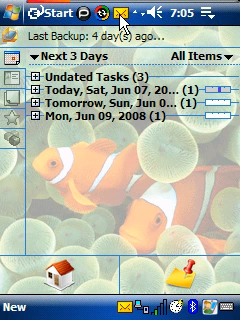 Start 7:05
Last Backup: 4 day(s) ago...
Next 3 Days All Items
Undated Tasks (3)
Today, Sat, Jun 07, 20... (1)
Tomorrow, Sun, Jun 0... (1)
Mon, Jun 09, 2008 (1)
New